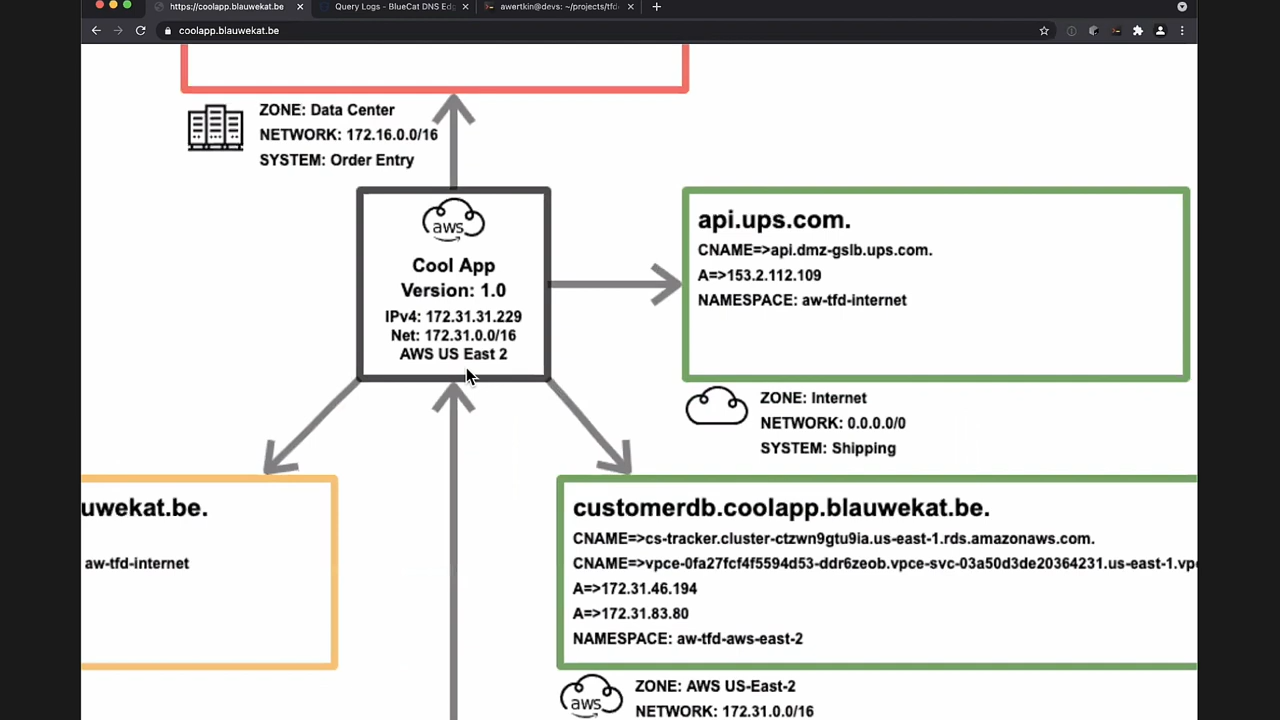 https://coolapp.blauwekat.be
Query Logs - BlueCat DNS Edg
awertkin@devs: ~/projects/tfd
coolapp.blauwekat.be
ZONE: Data Center
NETWORK: 172.16.0.0/16
SYSTEM: Order Entry
aws
Cool App
Version: 1.0
IPv4: 172.31.31.229
Net: 172.31.0.0/16
AWS US East 2
api.ups.com.
CNAME=>api.dmz-gslb.ups.com.
A=>153.2.112.109
NAMESPACE: aw-tfd-internet
ZONE: Internet
NETWORK: 0.0.0.0/0
SYSTEM: Shipping
uwekat.be.
aw-tfd-internet
customerdb.coolapp.blauwekat.be.
CNAME=>cs-tracker.cluster-ctzwn9gtu9ia.us-east-1.rds.amazonaws.com.
CNAME=>vpce-0fa27fcf4f5594d53-ddr6zeob.vpce-svc-03a50d3de20364231.us-east-1.vpc
A=>172.31.46.194
A=>172.31.83.80
NAMESPACE: aw-tfd-aws-east-2
aws
ZONE: AWS US-East-2
NETWORK: 172.31.0.0/16